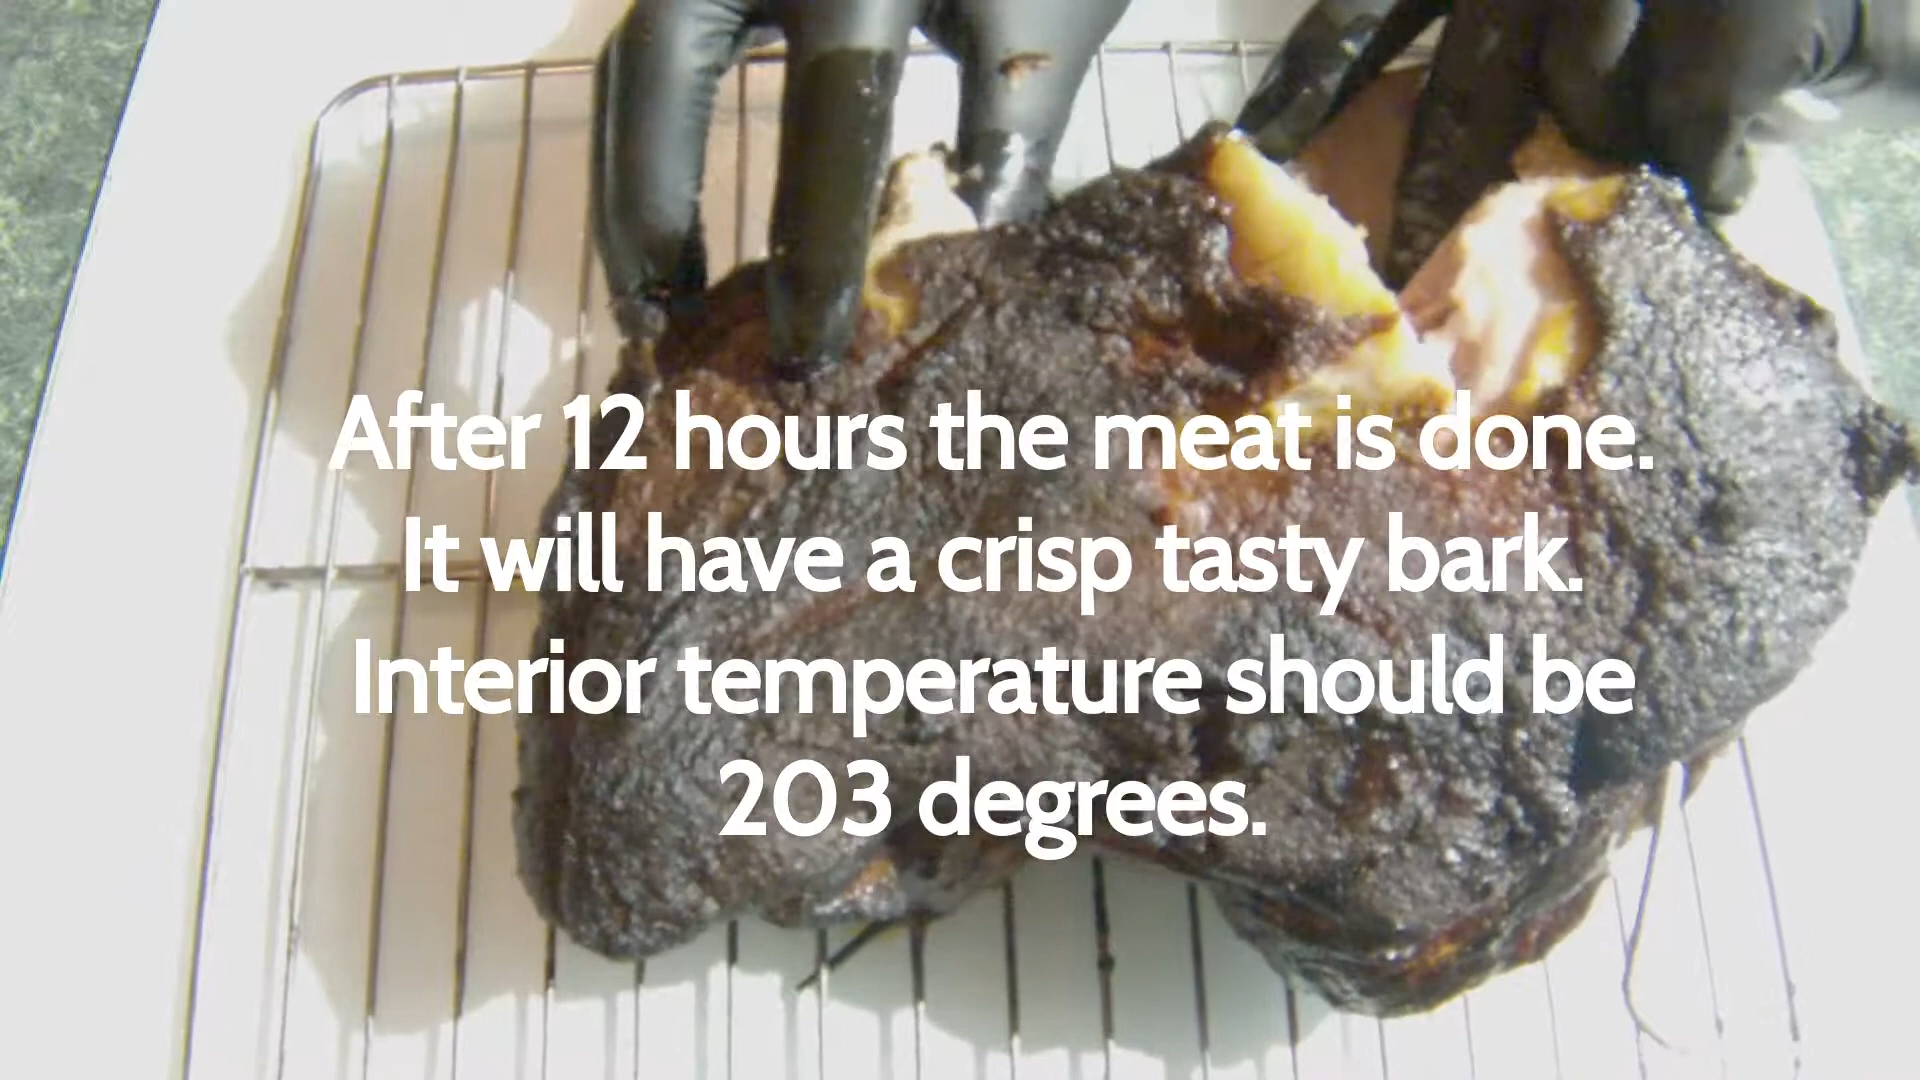 After 12 hours the meat is done.
It will have a crisp tasty bark.
Interior temperature should be
203 degrees.